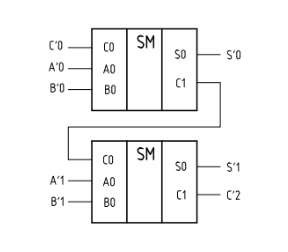 C'0 C0 SM S0 S'0
A'0 A0
B'0 B0 C1
C0 SM S0 S'1
A'1 A0
B'1 B0 C1 C'2